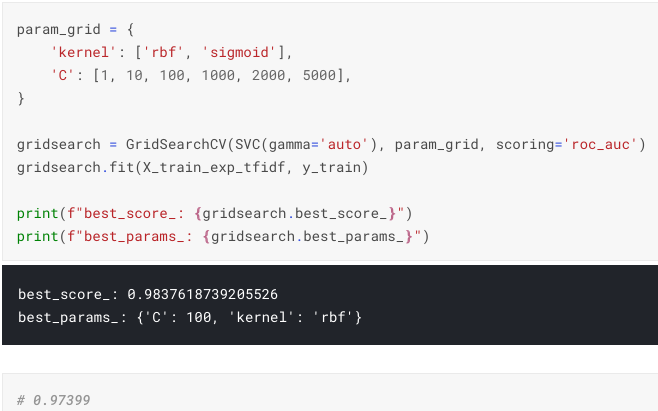 param_grid = {
    'kernel': ['rbf', 'sigmoid'],
    'C': [1, 10, 100, 1000, 2000, 5000],
}
gridsearch = GridSearchCV(SVC(gamma='auto'), param_grid, scoring='roc_auc')
gridsearch.fit(X_train_exp_tfidf, y_train)
print(f"best_score_: {gridsearch.best_score_}")
print(f"best_params_: {gridsearch.best_params_}")
best_score_: 0.9837618739205526
best_params_: {'C': 100, 'kernel': 'rbf'}
# 0.97399